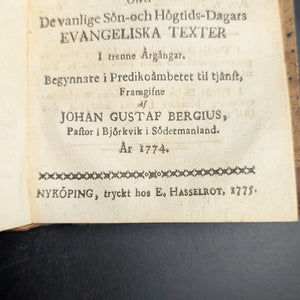 Öfver
De vanlige Sön-och Högtids-Dagars
EVANGELISKA TEXTER
I trenne Årgångar,
Begynnare i Predikoämbetet til tjänst,
Framgifne
Af
JOHAN GUSTAF BERGIUS,
Pastor i Björkvik i Södermanland.
År 1774.
NYKÖPING, tryckt hos E. HASSELROT, 1775.